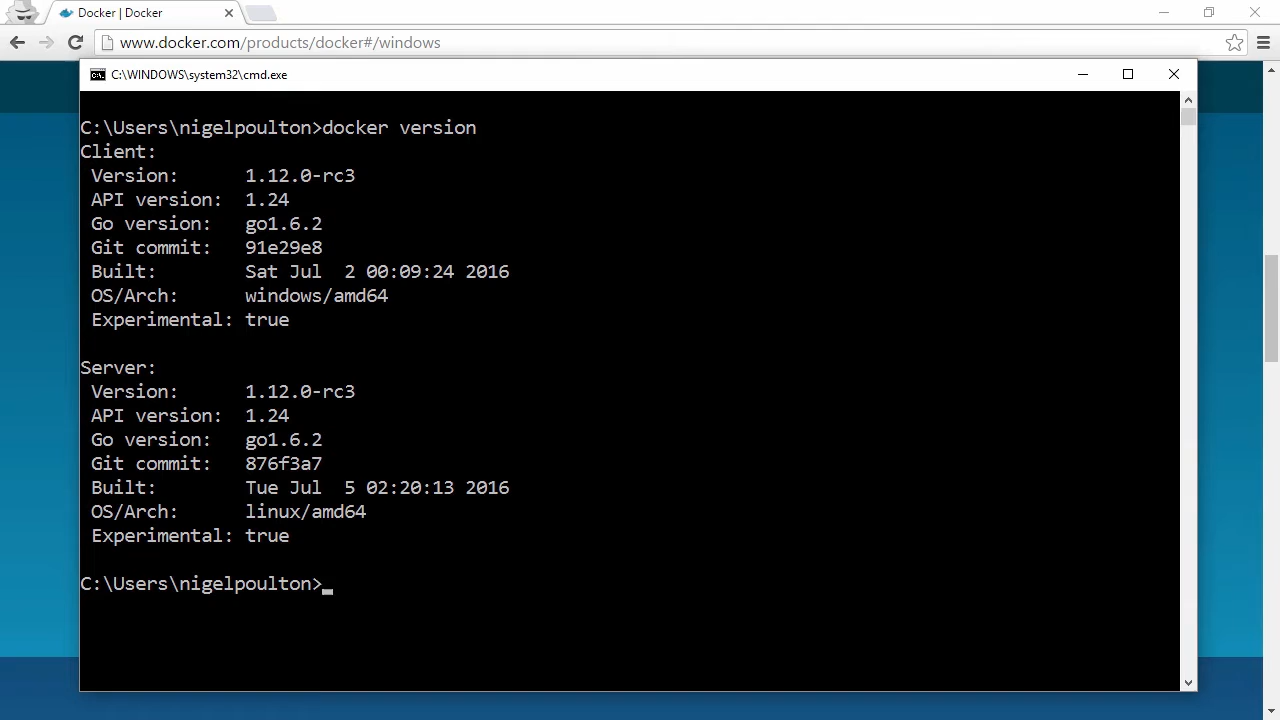 Docker | Docker
www.docker.com/products/docker#/windows
C:\WINDOWS\system32\cmd.exe
C:\Users\nigelpoulton>docker version
Client:
 Version:      1.12.0-rc3
 API version:  1.24
 Go version:   go1.6.2
 Git commit:   91e29e8
 Built:        Sat Jul  2 00:09:24 2016
 OS/Arch:      windows/amd64
 Experimental: true
Server:
 Version:      1.12.0-rc3
 API version:  1.24
 Go version:   go1.6.2
 Git commit:   876f3a7
 Built:        Tue Jul  5 02:20:13 2016
 OS/Arch:      linux/amd64
 Experimental: true
C:\Users\nigelpoulton>